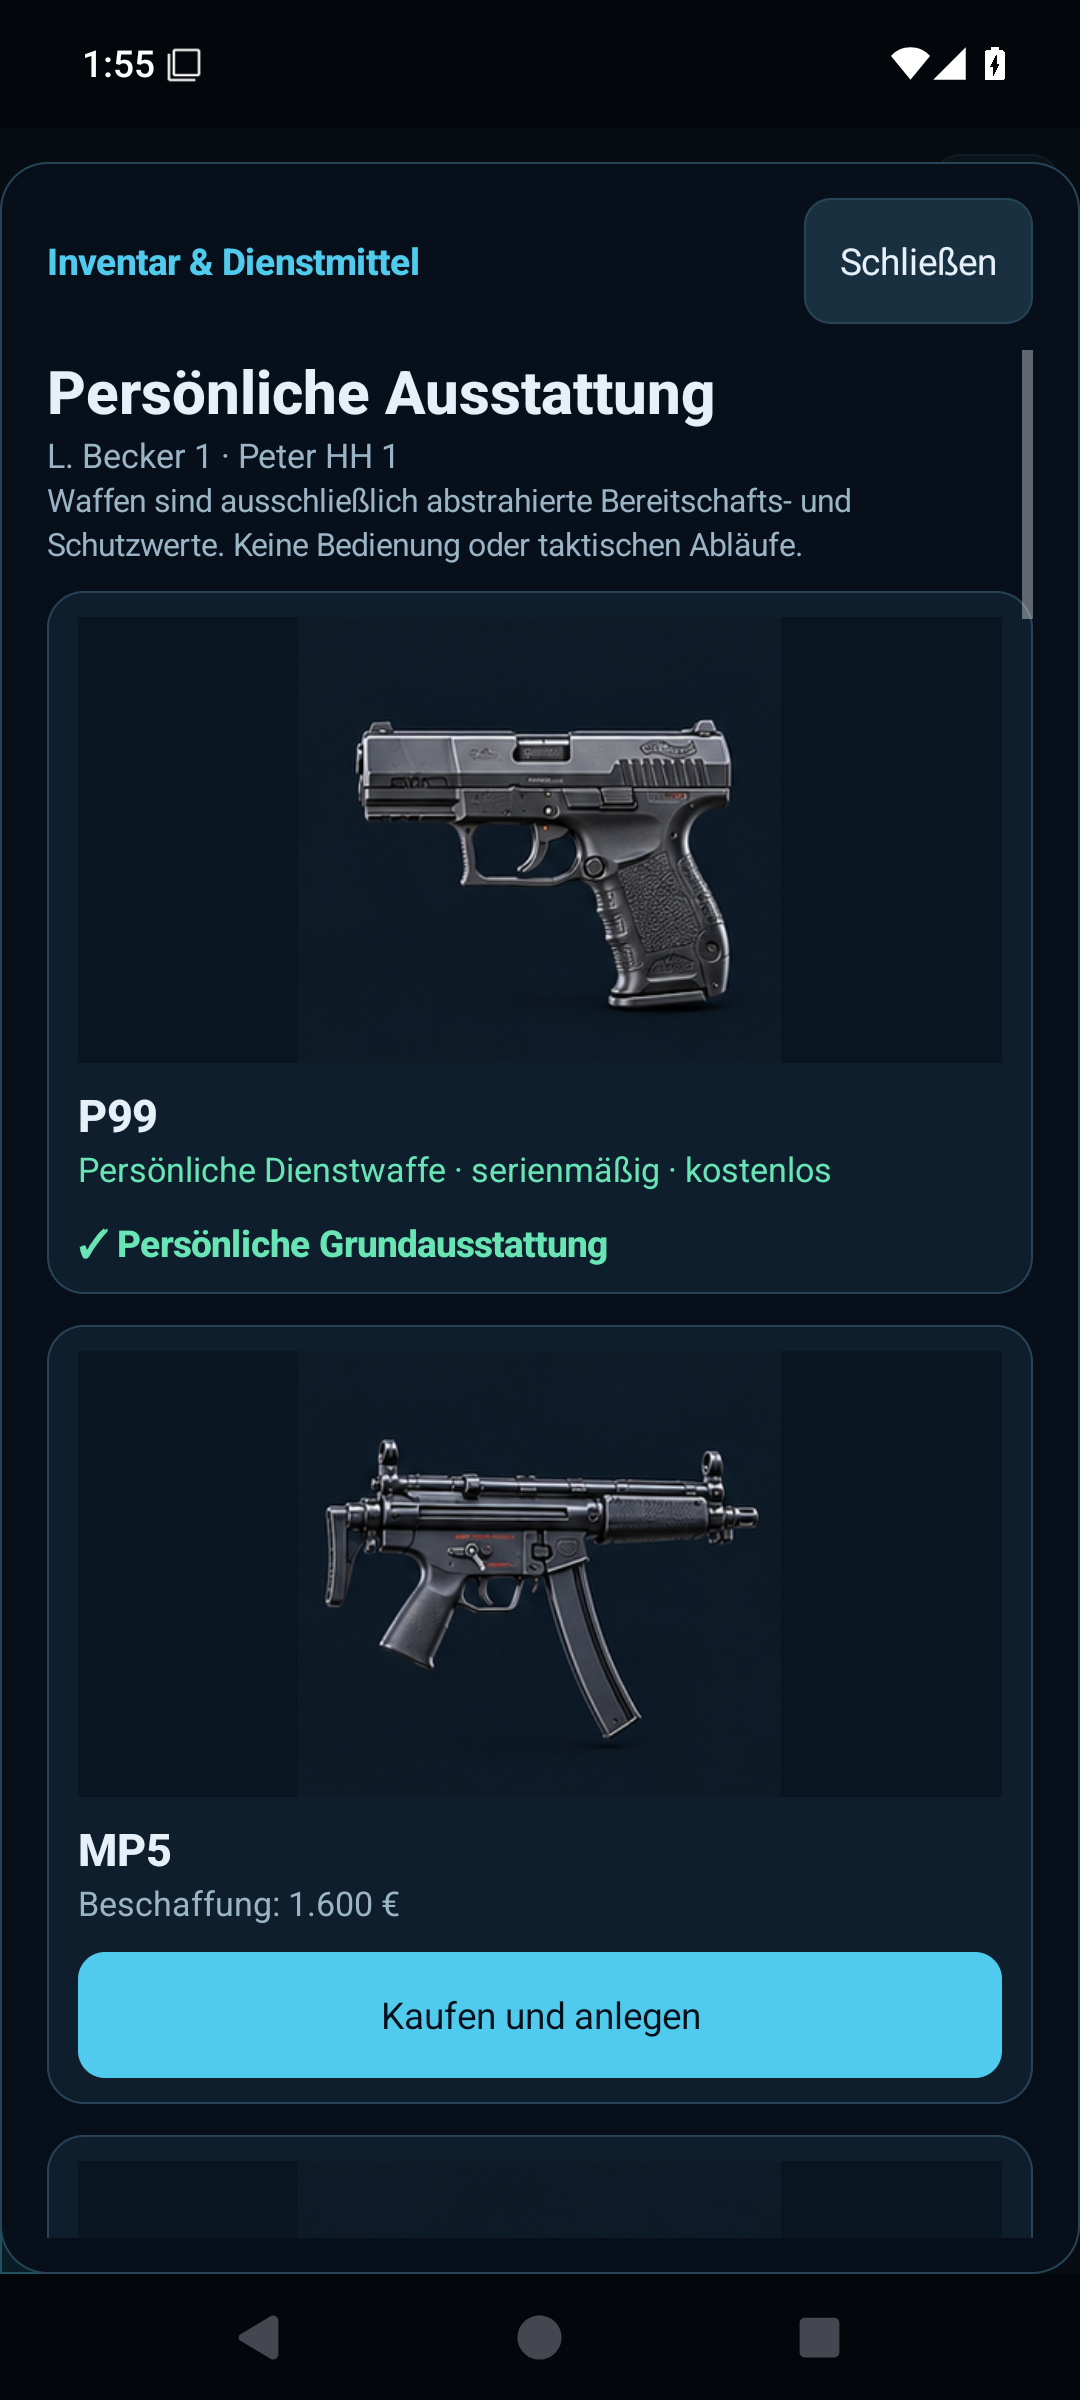 1:55
Inventar & Dienstmittel
Schließen
Persönliche Ausstattung
L. Becker 1 · Peter HH 1
Waffen sind ausschließlich abstrahierte Bereitschafts- und
Schutzwerte. Keine Bedienung oder taktischen Abläufe.
P99
Persönliche Dienstwaffe · serienmäßig · kostenlos
✓ Persönliche Grundausstattung
MP5
Beschaffung: 1.600 €
Kaufen und anlegen